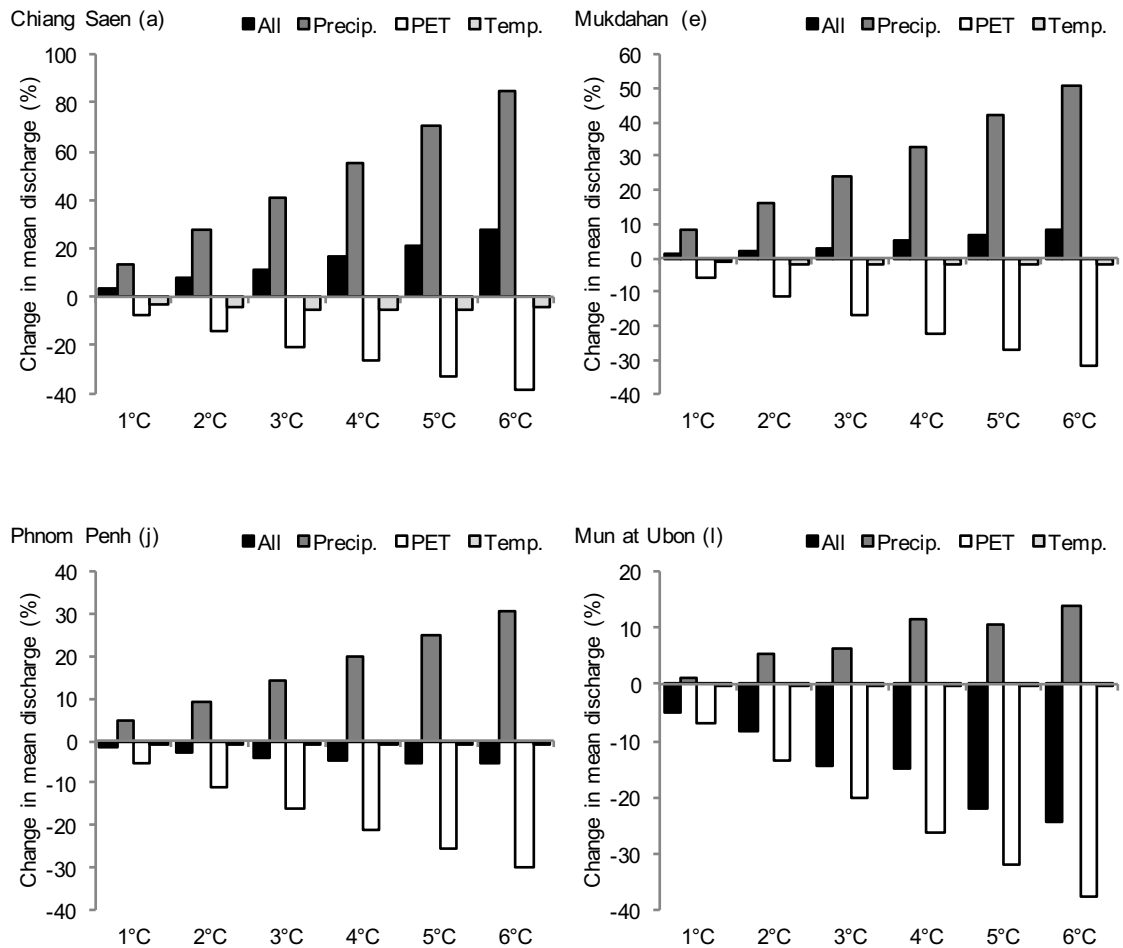 Chiang Saen (a)
All Precip. PET Temp.
Change in mean discharge (%)
100
80
60
40
20
0
-20
-40
1°C 2°C 3°C 4°C 5°C 6°C
Mukdahan (e)
All Precip. PET Temp.
Change in mean discharge (%)
60
50
40
30
20
10
0
-10
-20
-30
-40
1°C 2°C 3°C 4°C 5°C 6°C
Phnom Penh (j)
All Precip. PET Temp.
Change in mean discharge (%)
40
30
20
10
0
-10
-20
-30
-40
1°C 2°C 3°C 4°C 5°C 6°C
Mun at Ubon (l)
All Precip. PET Temp.
Change in mean discharge (%)
20
10
0
-10
-20
-30
-40
1°C 2°C 3°C 4°C 5°C 6°C